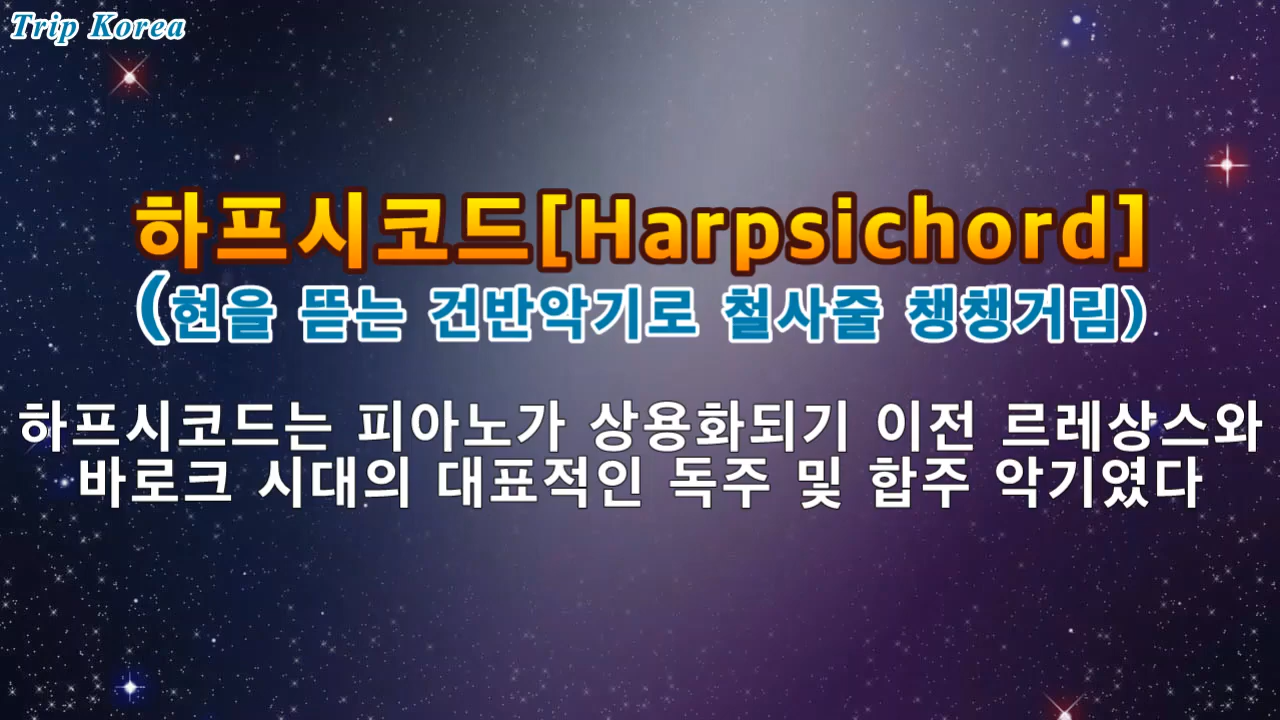 Trip Korea
하프시코드[Harpsichord]
(현을 뜯는 건반악기로 철사줄 챙챙거림)
하프시코드는 피아노가 상용화되기 이전 르레상스와
바로크 시대의 대표적인 독주 및 합주 악기였다